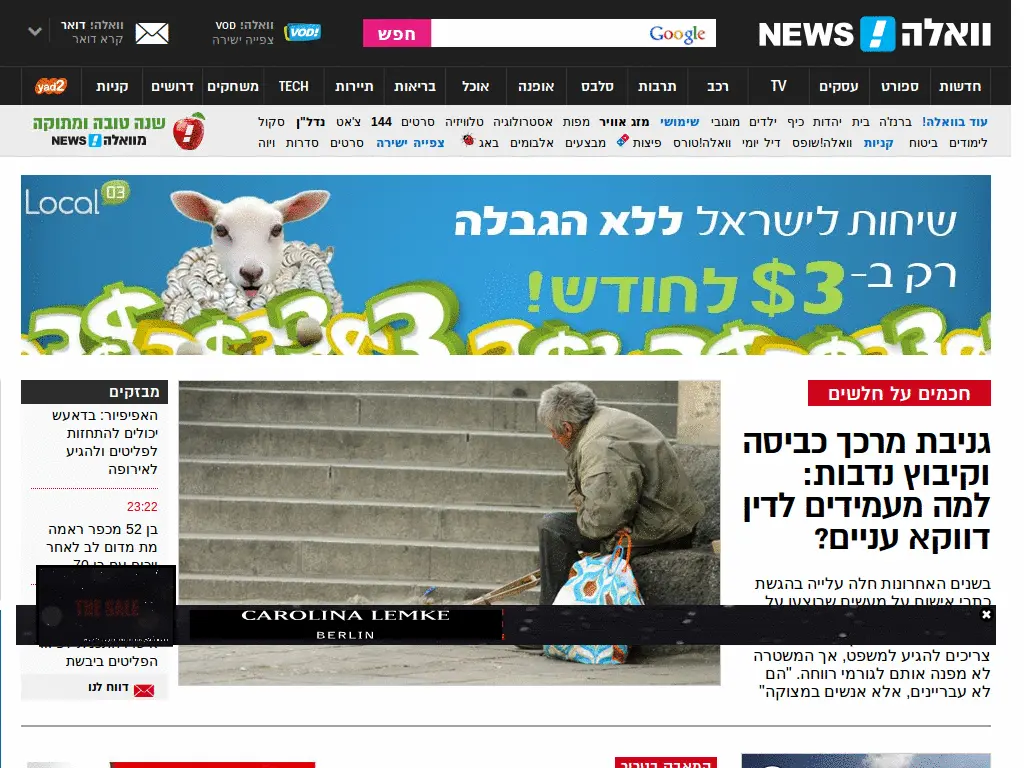 וואלה! NEWS
Google
חפש
וואלה! VOD
צפייה ישירה
VOD!
וואלה! דואר
קרא דואר
חדשות ספורט עסקים TV רכב תרבות סלבס אופנה אוכל בריאות תיירות TECH משחקים דרושים קניות yad2
עוד בוואלה! ברנז'ה בית יהדות כיף ילדים מגובי שימושי מזג אוויר מפות אסטרולוגיה טלוויזיה סרטים 144 צ'אט נדל"ן סקול
לימודים ביטוח קניות וואלה!שופס דיל יומי וואלה!טורס פיצות מבצעים אלבומים באג צפייה ישירה סרטים סדרות ויוה
שנה טובה ומתוקה
מוואלה! NEWS
Local 03
שיחות לישראל ללא הגבלה
רק ב-3$ לחודש!
חכמים על חלשים
גניבת מרכך כביסה
וקיבוץ נדבות:
למה מעמידים לדין
דווקא עניים?
בשנים האחרונות חלה עלייה בהגשת
כתבי אישום על מעשים שבוצעו על
צריכים להגיע למשפט, אך המשטרה
לא מפנה אותם לגורמי רווחה. "הם
לא עבריינים, אלא אנשים במצוקה"
מבזקים
האפיפיור: בדאעש
יכולים להתחזות
לפליטים ולהגיע
לאירופה
23:22
בן 52 מכפר ראמה
מת מדום לב לאחר
הפליטים ביבשת
דווח לנו
THE SALE
CAROLINA LEMKE
BERLIN